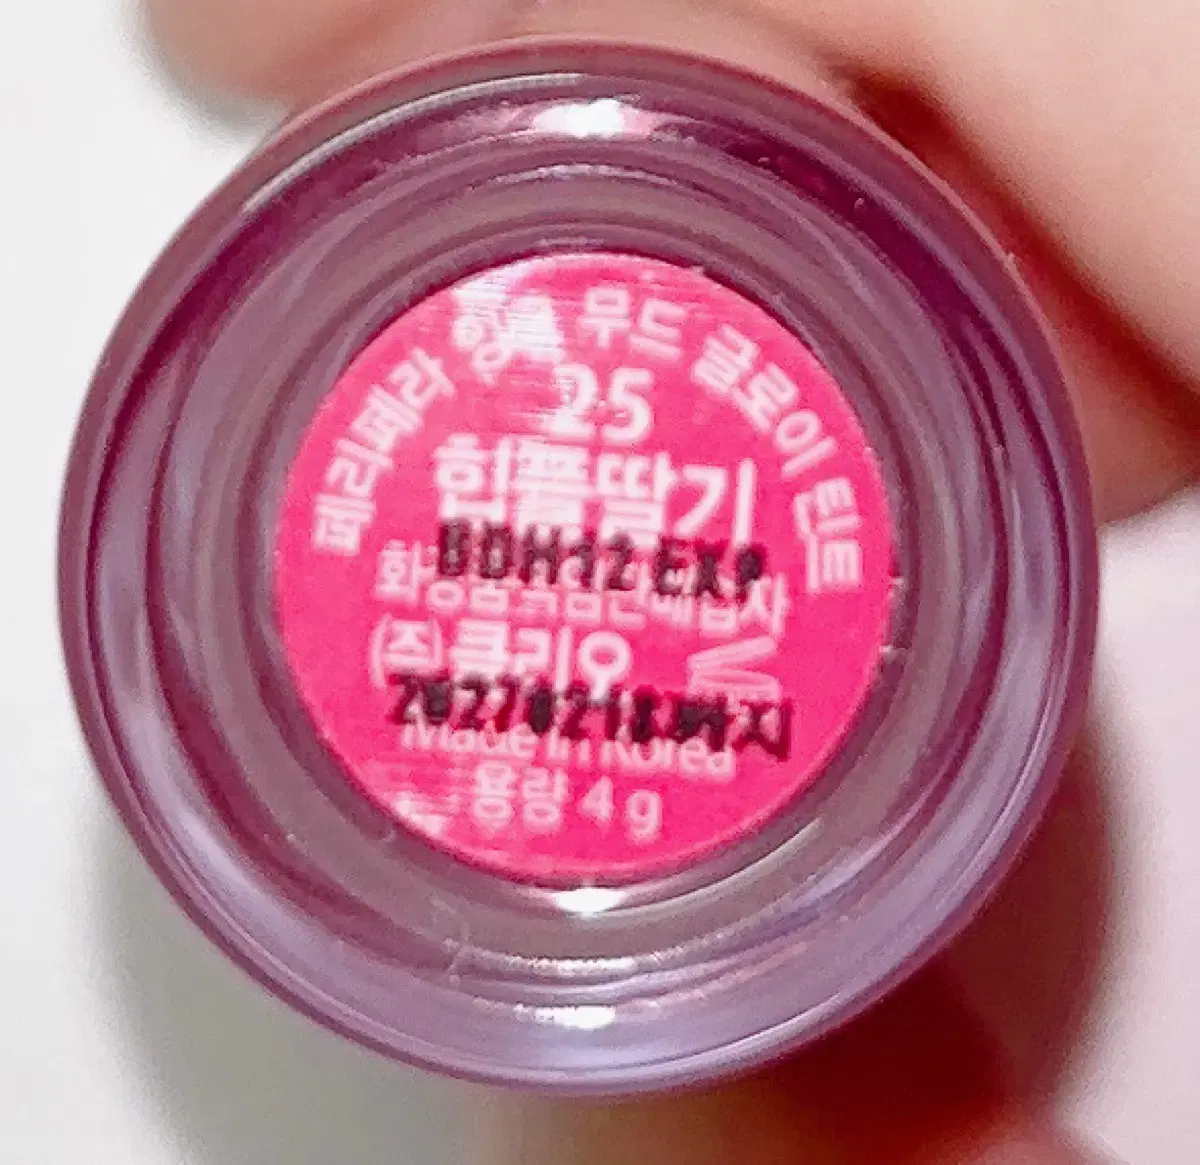 페리페라 잉크 무드 글로이 틴트
25
힌플딸기
DDH12 EXP
화장품책임판매업자
(주)클리오
20270218까지
Made in Korea
용량 4 g